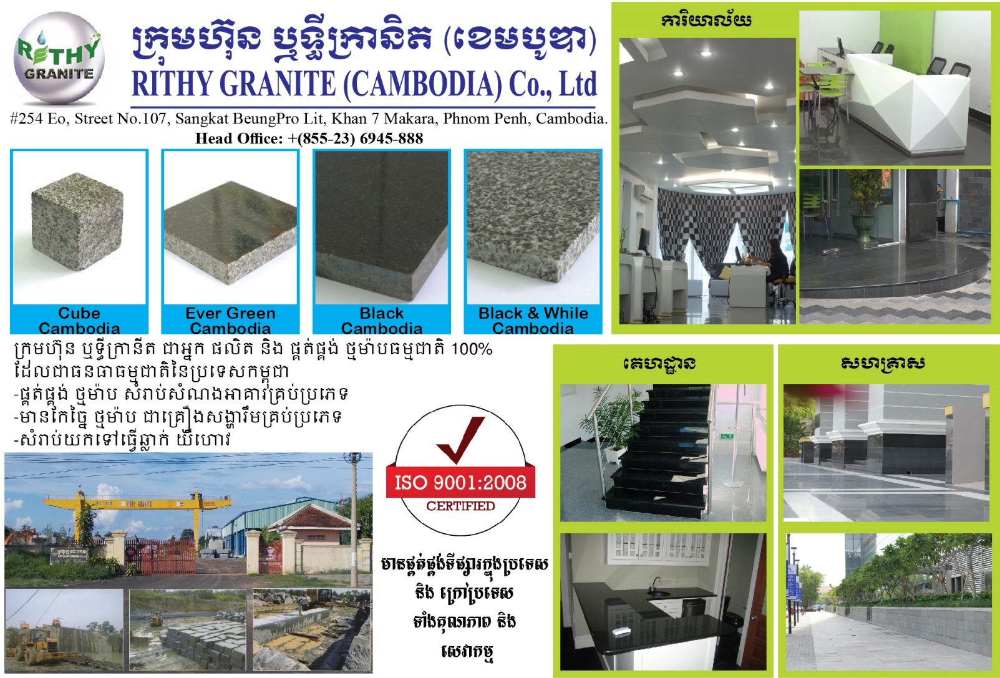 RITHY
GRANITE
ក្រុមហ៊ុន ឫទ្ធីក្រានិត (ខេមបូឌា)
RITHY GRANITE (CAMBODIA) Co., Ltd
#254 Eo, Street No.107, Sangkat BeungPro Lit, Khan 7 Makara, Phnom Penh, Cambodia.
Head Office: +(855-23) 6945-888
Cube
Cambodia
Ever Green
Cambodia
Black
Cambodia
Black & While
Cambodia
ក្រុមហ៊ុន ឫទ្ធីក្រានីត ជាអ្នក ផលិត និង ផ្គត់ផ្គង់ ថ្មម៉ាបធម្មជាតិ 100%
ដែលជាធនធាធម្មជាតិនៃប្រទេសកម្ពុជា
-ផ្គត់ផ្គង់ ថ្មម៉ាប សំរាប់សំណងអាគារគ្រប់ប្រភេទ
-មានកែច្នៃ ថ្មម៉ាប ជាគ្រឿងសង្ហារឹមគ្រប់ប្រភេទ
-សំរាប់យកទៅធ្វើឆ្លាក់ យីហោវ
RITHY GRANITE
ISO 9001:2008
CERTIFIED
មានផ្គត់ផ្គង់ទីផ្សារក្នុងប្រទេស
និង ក្រៅប្រទេស
ទាំងគុណភាព និង
សេវាកម្ម
ការិយាល័យ
គេហដ្ឋាន
សហគ្រាស